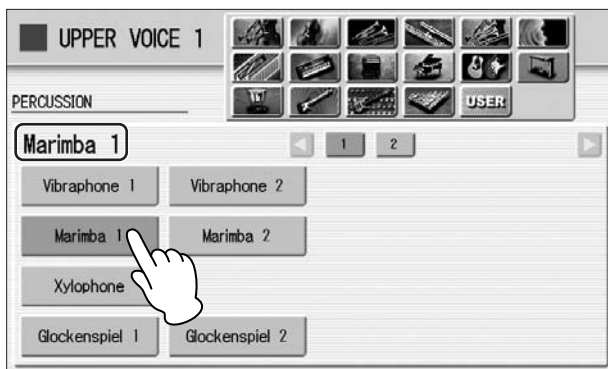 UPPER VOICE 1
USER
PERCUSSION
Marimba 1
1 2
Vibraphone 1 Vibraphone 2
Marimba 1 Marimba 2
Xylophone
Glockenspiel 1 Glockenspiel 2